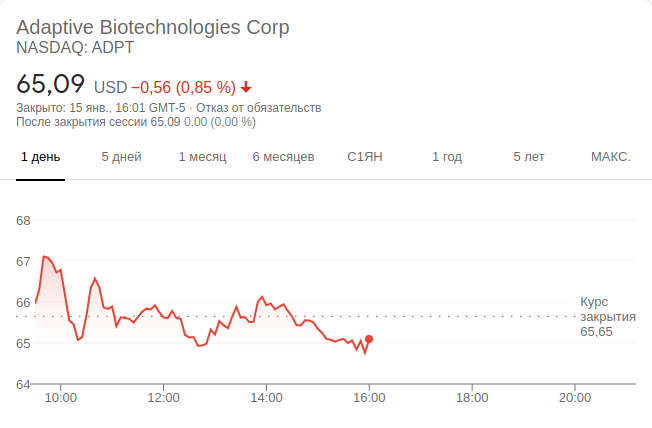 Adaptive Biotechnologies Corp
NASDAQ: ADPT
65,09 USD −0,56 (0,85 %)
Закрыто: 15 янв., 16:01 GMT-5 · Отказ от обязательств
После закрытия сессии 65,09 0,00 (0,00 %)
1 день 5 дней 1 месяц 6 месяцев С1ЯН 1 год 5 лет МАКС.
68
67
66
Курс
закрытия
65,65
65
64
10:00 12:00 14:00 16:00 18:00 20:00